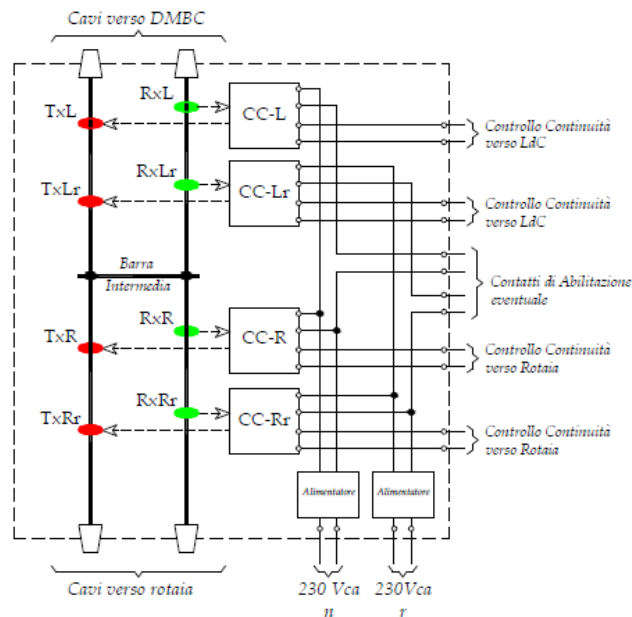 Cavi verso DMBC
RxL
TxL
CC-L
Controllo Continuità
verso LdC
RxLr
TxLr
CC-Lr
Controllo Continuità
verso LdC
Barra
Intermedia
Contatti di Abilitazione
eventuale
RxR
TxR
CC-R
Controllo Continuità
verso Rotaia
RxRr
TxRr
CC-Rr
Controllo Continuità
verso Rotaia
Alimentatore
Alimentatore
Cavi verso rotaia
230 Vca
n
230Vca
r